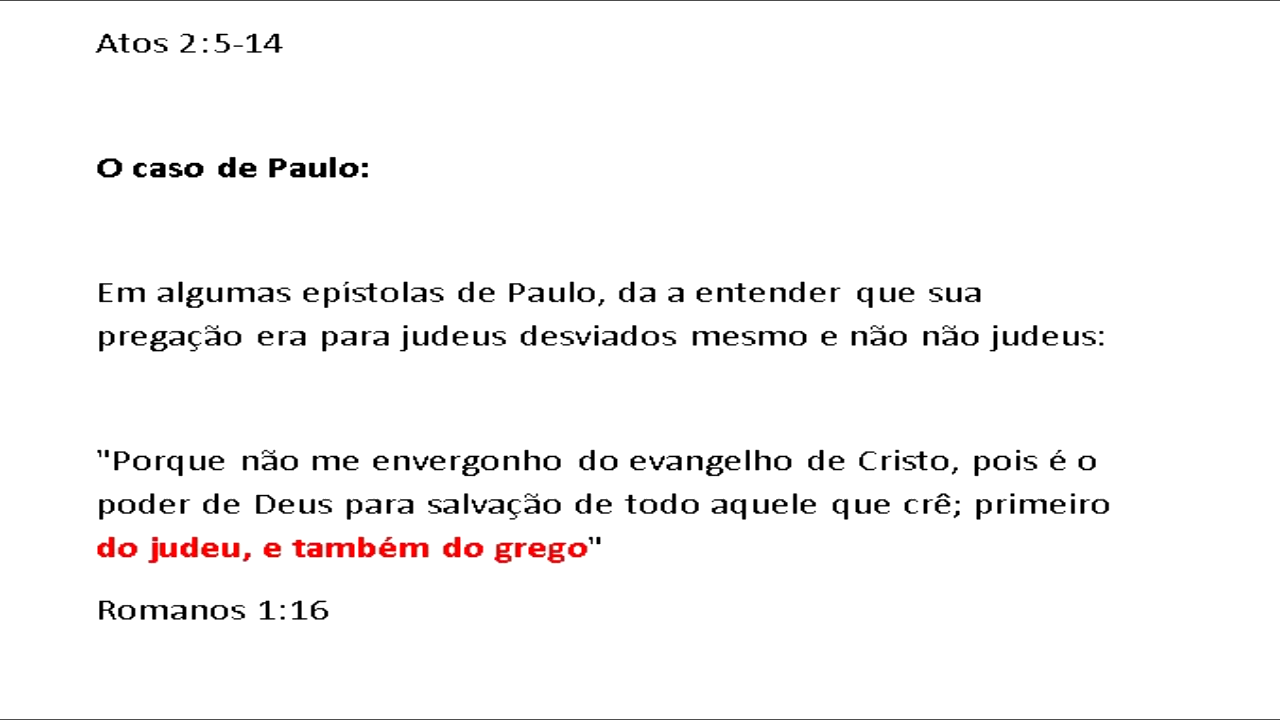 Atos 2:5-14
O caso de Paulo:
Em algumas epístolas de Paulo, da a entender que sua
pregação era para judeus desviados mesmo e não não judeus:
"Porque não me envergonho do evangelho de Cristo, pois é o
poder de Deus para salvação de todo aquele que crê; primeiro
do judeu, e também do grego"
Romanos 1:16